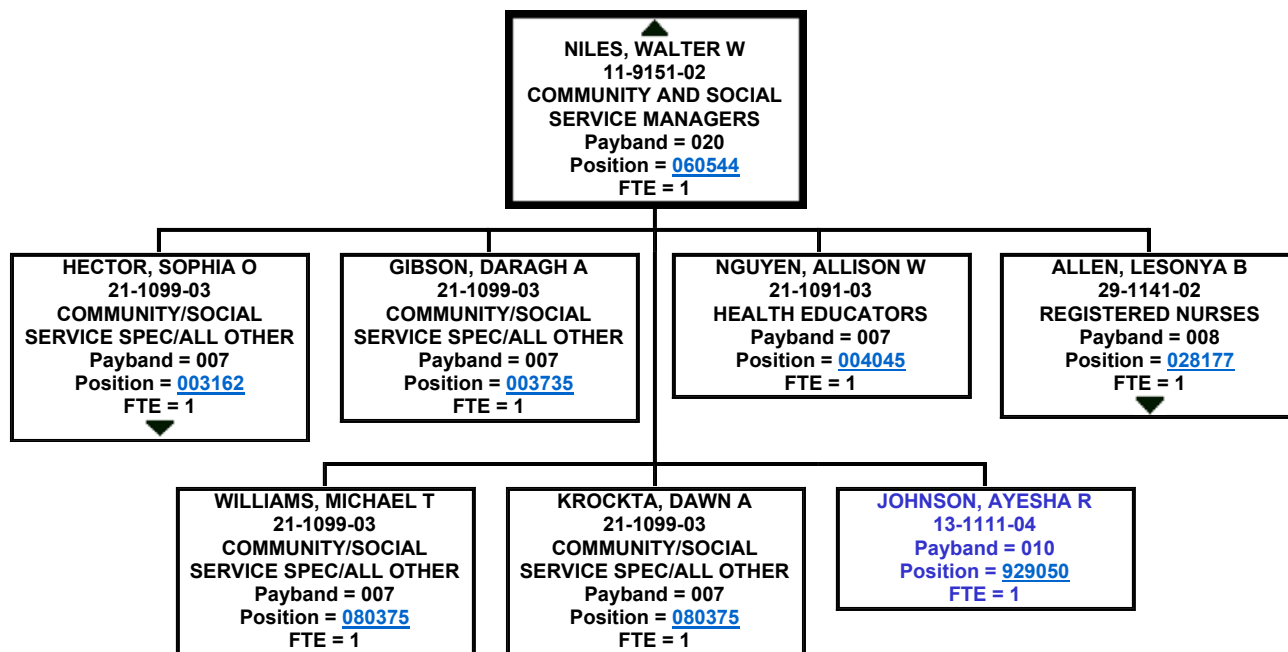 NILES, WALTER W
11-9151-02
COMMUNITY AND SOCIAL
SERVICE MANAGERS
Payband = 020
Position = 060544
FTE = 1
HECTOR, SOPHIA O
21-1099-03
COMMUNITY/SOCIAL
SERVICE SPEC/ALL OTHER
Payband = 007
Position = 003162
FTE = 1
GIBSON, DARAGH A
21-1099-03
COMMUNITY/SOCIAL
SERVICE SPEC/ALL OTHER
Payband = 007
Position = 003735
FTE = 1
NGUYEN, ALLISON W
21-1091-03
HEALTH EDUCATORS
Payband = 007
Position = 004045
FTE = 1
ALLEN, LESONYA B
29-1141-02
REGISTERED NURSES
Payband = 008
Position = 028177
FTE = 1
WILLIAMS, MICHAEL T
21-1099-03
COMMUNITY/SOCIAL
SERVICE SPEC/ALL OTHER
Payband = 007
Position = 080375
FTE = 1
KROCKTA, DAWN A
21-1099-03
COMMUNITY/SOCIAL
SERVICE SPEC/ALL OTHER
Payband = 007
Position = 080375
FTE = 1
JOHNSON, AYESHA R
13-1111-04
Payband = 010
Position = 929050
FTE = 1